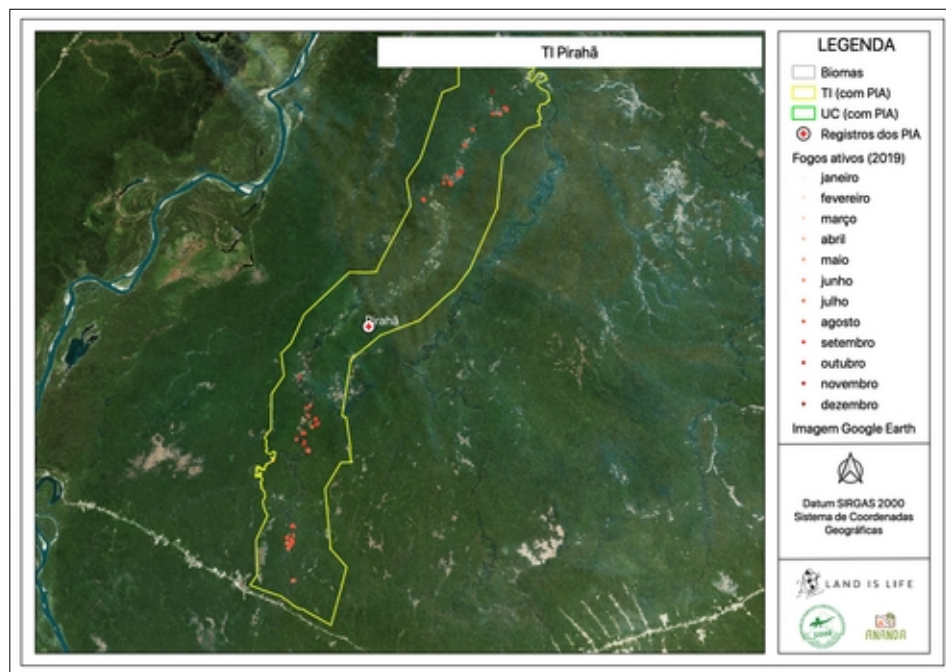 TI Pirahã
Pirahã
LEGENDA
Biomas
TI (com PIA)
UC (com PIA)
Registros dos PIA
Fogos ativos (2019)
janeiro
fevereiro
março
abril
maio
junho
julho
agosto
setembro
outubro
novembro
dezembro
Imagem Google Earth
Datum SIRGAS 2000
Sistema de Coordenadas
Geográficas
LAND IS LIFE
ANANDA